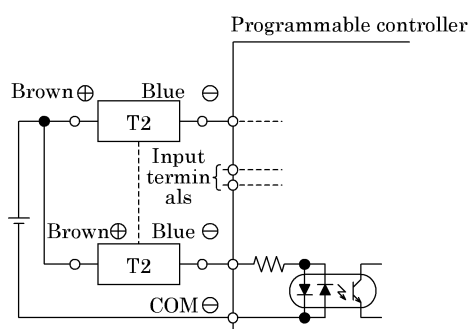 Programmable controller
Brown ⊕ Blue ⊖
T2
Input
termin
als
Brown⊕ Blue ⊖
T2
COM⊖